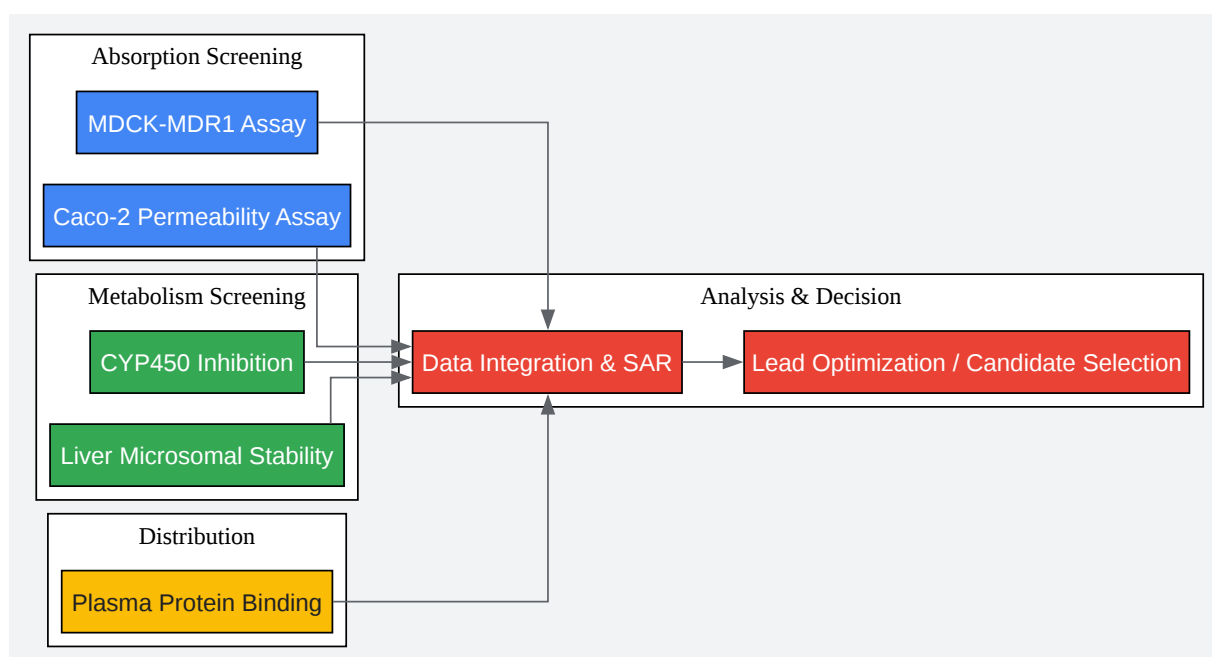 Absorption Screening
MDCK-MDR1 Assay
Caco-2 Permeability Assay
Metabolism Screening
CYP450 Inhibition
Liver Microsomal Stability
Distribution
Plasma Protein Binding
Analysis & Decision
Data Integration & SAR
Lead Optimization / Candidate Selection